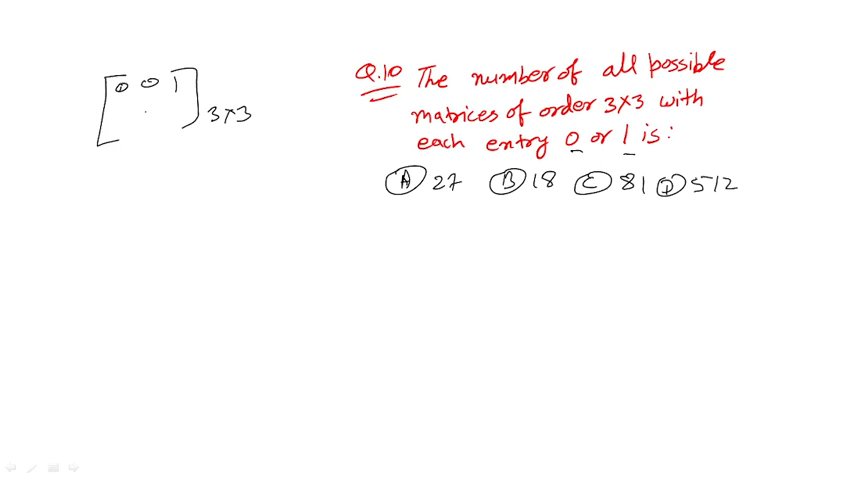 0 0 1
3×3
Q.10 The number of all possible
matrices of order 3×3 with
each entry 0 or 1 is:
(A) 27 (B) 18 (C) 81 (D) 512